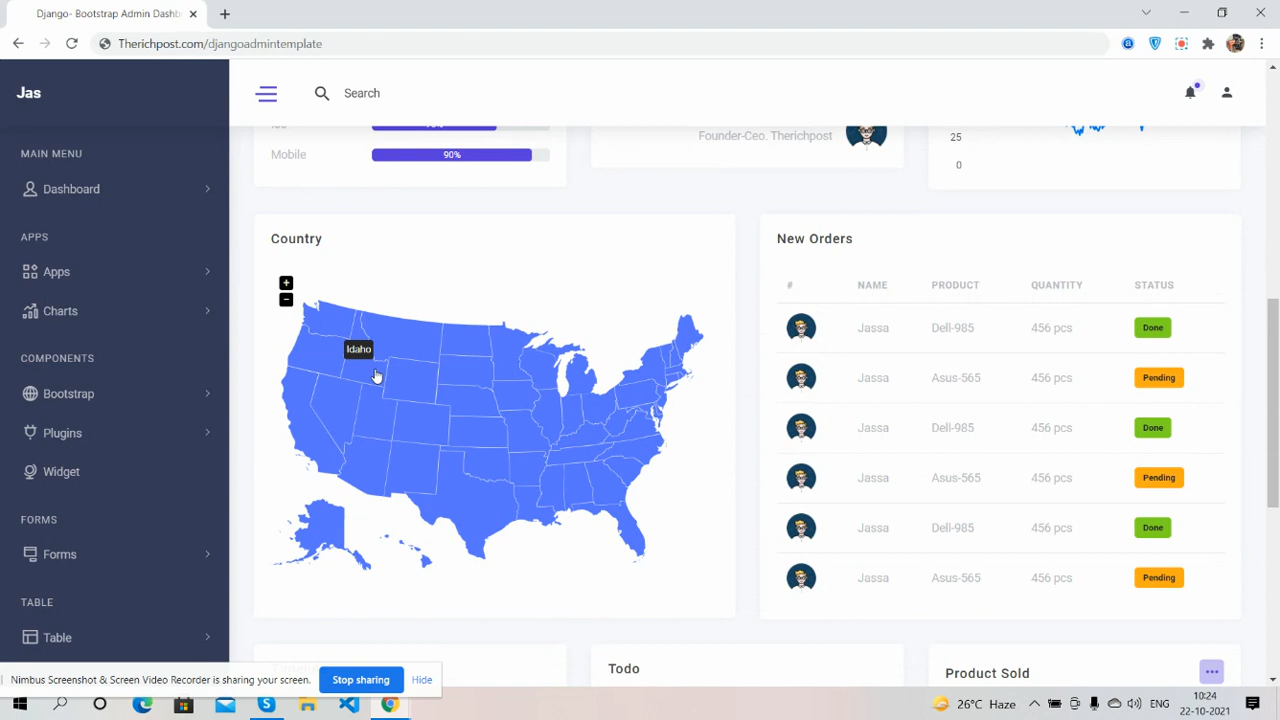 Django- Bootstrap Admin Dashb
Therichpost.com/djangoadmintemplate
Jas
Search
MAIN MENU
Dashboard
APPS
Apps
Charts
COMPONENTS
Bootstrap
Plugins
Widget
FORMS
Forms
TABLE
Table
Mobile
90%
Founder-Ceo. Therichpost
25
0
Country
+
−
Idaho
New Orders
# NAME PRODUCT QUANTITY STATUS
Jassa Dell-985 456 pcs Done
Jassa Asus-565 456 pcs Pending
Jassa Dell-985 456 pcs Done
Jassa Asus-565 456 pcs Pending
Jassa Dell-985 456 pcs Done
Jassa Asus-565 456 pcs Pending
Todo
Product Sold
Nimbus Screenshot & Screen Video Recorder is sharing your screen. Stop sharing Hide
26°C Haze
ENG
10:24
22-10-2021